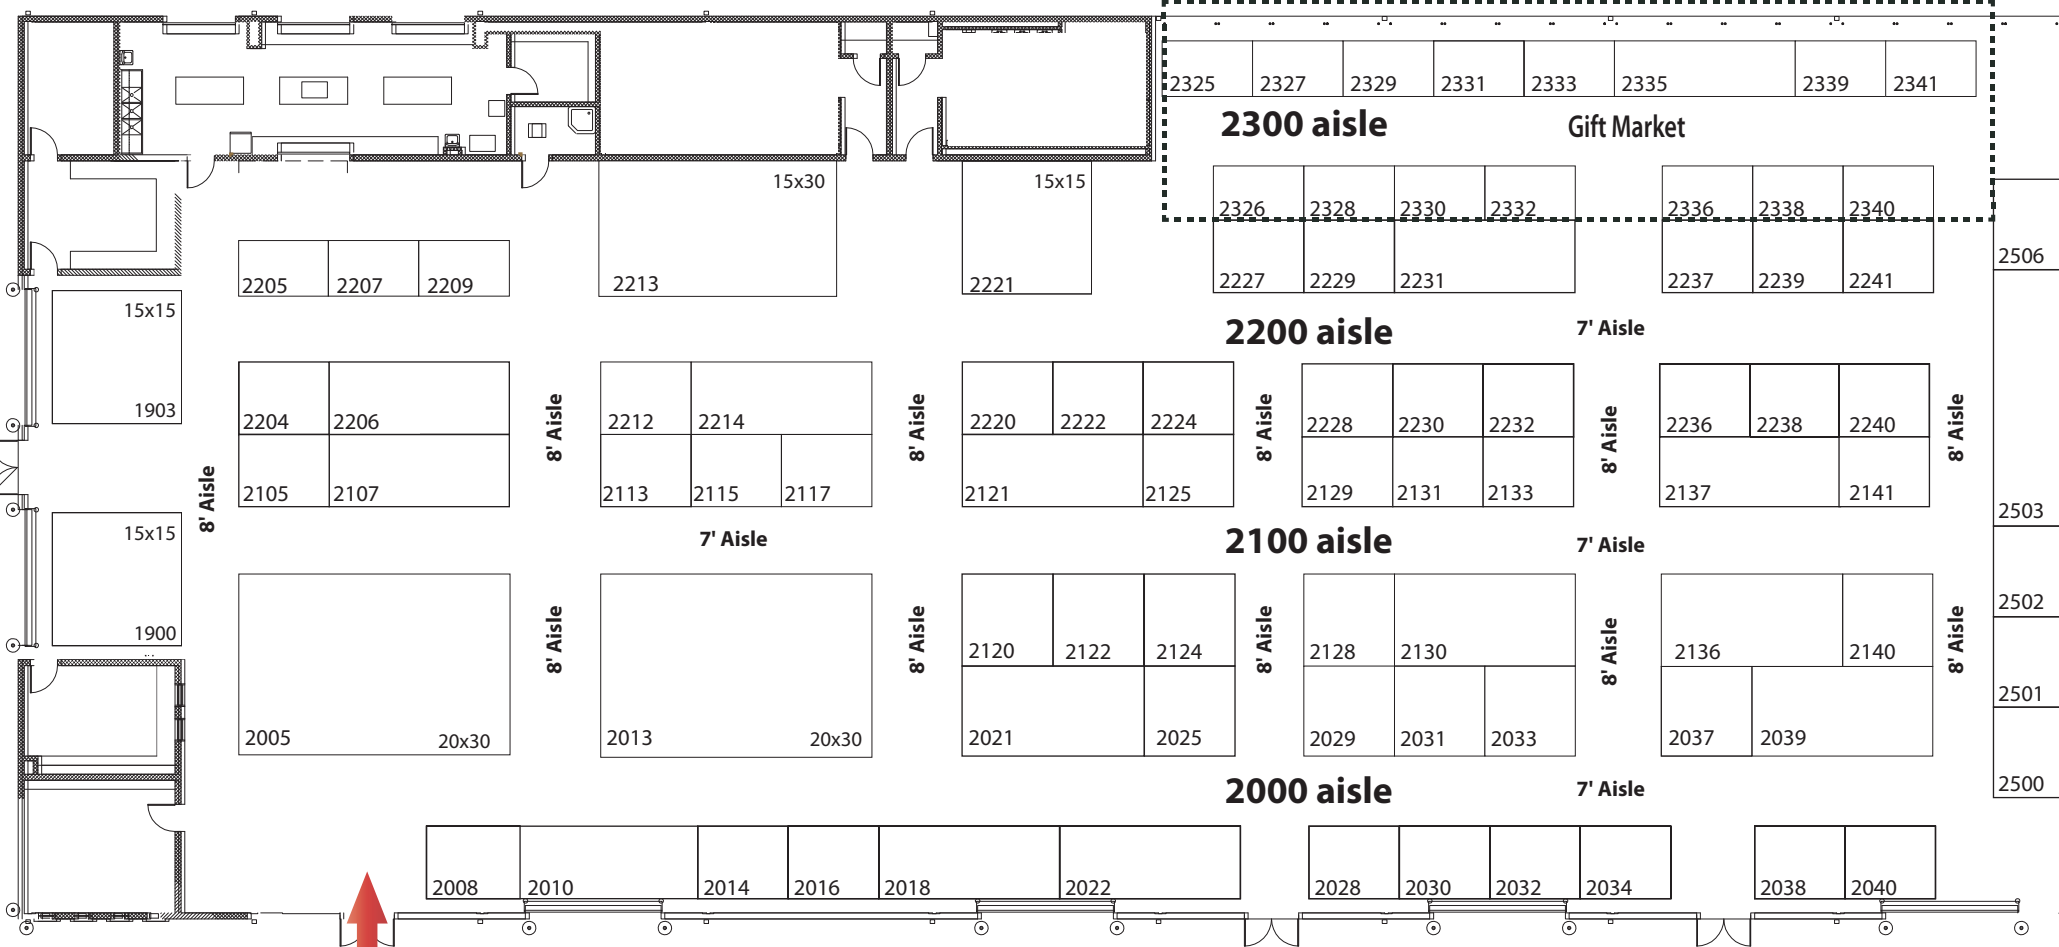 2325 2327 2329 2331 2333 2335 2339 2341
2300 aisle Gift Market
15x30 15x15
2326 2328 2330 2332 2336 2338 2340
2506
2205 2207 2209 2213 2221 2227 2229 2231 2237 2239 2241
15x15
2200 aisle 7' Aisle
1903
2204 2206 8' Aisle 2212 2214 8' Aisle 2220 2222 2224 8' Aisle 2228 2230 2232 8' Aisle 2236 2238 2240 8' Aisle
8' Aisle
2105 2107 2113 2115 2117 2121 2125 2129 2131 2133 2137 2141
2503
15x15
7' Aisle 2100 aisle 7' Aisle
2502
1900
8' Aisle 8' Aisle 2120 2122 2124 8' Aisle 2128 2130 8' Aisle 2136 2140 8' Aisle
2501
2005 20x30 2013 20x30 2021 2025 2029 2031 2033 2037 2039
2500
2000 aisle 7' Aisle
2008 2010 2014 2016 2018 2022 2028 2030 2032 2034 2038 2040